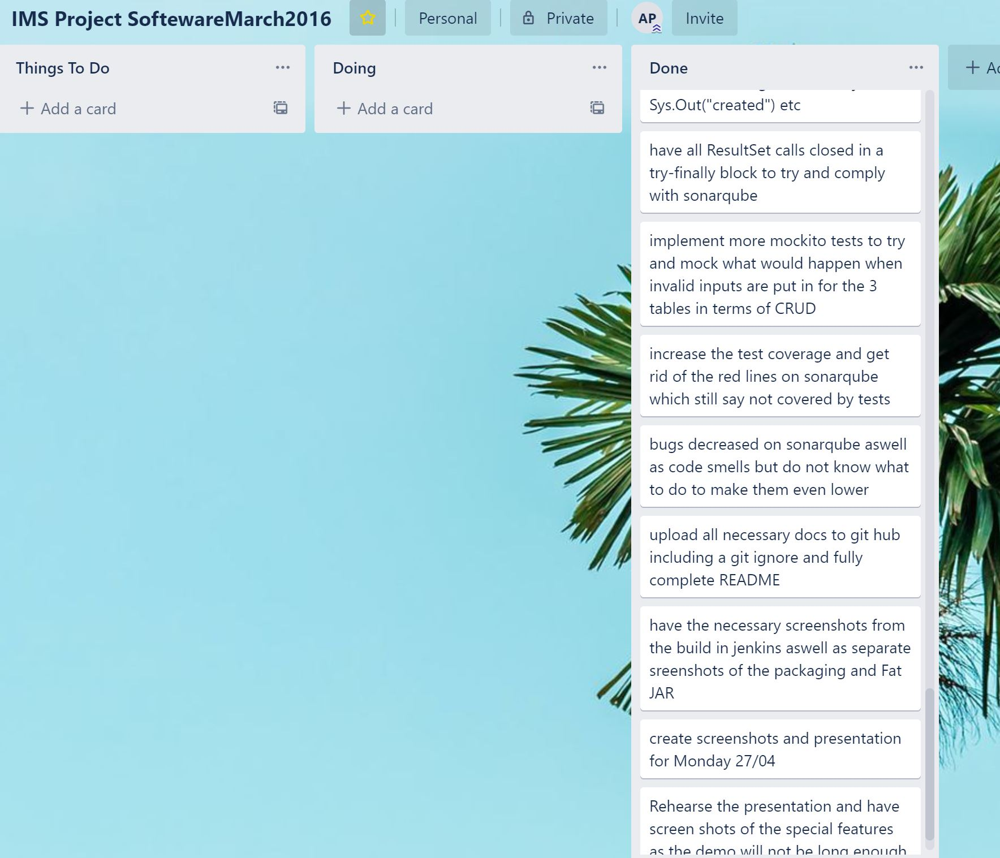 IMS Project SoftewareMarch2016
Personal
Private
AP
Invite
Things To Do
Add a card
Doing
Add a card
Done
Sys.Out("created") etc
have all ResultSet calls closed in a
try-finally block to try and comply
with sonarqube
implement more mockito tests to try
and mock what would happen when
invalid inputs are put in for the 3
tables in terms of CRUD
increase the test coverage and get
rid of the red lines on sonarqube
which still say not covered by tests
bugs decreased on sonarqube aswell
as code smells but do not know what
to do to make them even lower
upload all necessary docs to git hub
including a git ignore and fully
complete README
have the necessary screenshots from
the build in jenkins aswell as separate
sreenshots of the packaging and Fat
JAR
create screenshots and presentation
for Monday 27/04
Rehearse the presentation and have
screen shots of the special features
as the demo will not be long enough